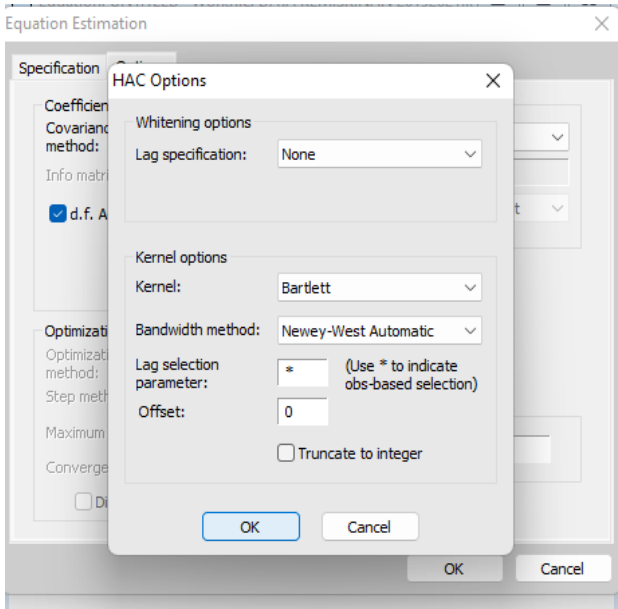 Equation Estimation
Specification
HAC Options
Coefficien
Whitening options
Covarianc
method:
Lag specification: None
Info matri
d.f. A
t
Kernel options
Kernel: Bartlett
Optimizati
Bandwidth method: Newey-West Automatic
Optimizati
method:
Lag selection
parameter:
*
(Use * to indicate
obs-based selection)
Step meth
Offset: 0
Maximum
Truncate to integer
Converge
Di
OK Cancel
OK Cancel